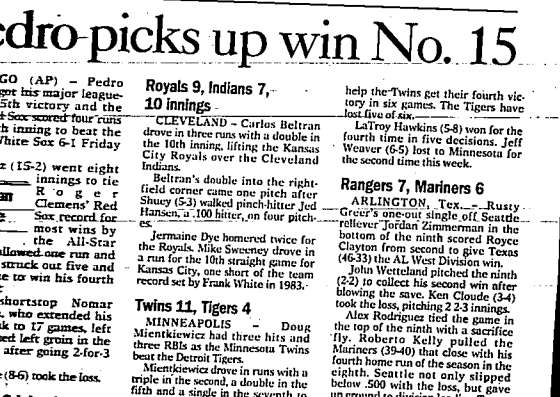 edro picks up win No. 15
GO (AP) – Pedro
got his major league-
5th victory and the
d Sox scored four runs
th inning to beat the
White Sox 6-1 Friday
z (15-2) went eight
innings to tie
Roger
Clemens' Red
Sox record for
most wins by
the All-Star
allowed one run and
struck out five and
e to win his fourth
shortstop Nomar
, who extended his
k to 17 games, left
ed left groin in the
after going 2-for-3
(8-6) took the loss.
Royals 9, Indians 7,
10 innings
CLEVELAND – Carlos Beltran
drove in three runs with a double in
the 10th inning, lifting the Kansas
City Royals over the Cleveland
Indians.
Beltran's double into the right-
field corner came one pitch after
Shuey (5-3) walked pinch-hitter Jed
Hansen, a .100 hitter, on four pitch-
es.
Jermaine Dye homered twice for
the Royals. Mike Sweeney drove in
a run for the 10th straight game for
Kansas City, one short of the team
record set by Frank White in 1983.
Twins 11, Tigers 4
MINNEAPOLIS – Doug
Mientkiewicz had three hits and
three RBIs as the Minnesota Twins
beat the Detroit Tigers.
Mientkiewicz drove in runs with a
triple in the second, a double in the
fifth and a single in the seventh to
help the Twins get their fourth vic-
tory in six games. The Tigers have
lost five of six.
LaTroy Hawkins (5-8) won for the
fourth time in five decisions. Jeff
Weaver (6-5) lost to Minnesota for
the second time this week.
Rangers 7, Mariners 6
ARLINGTON, Tex. – Rusty
Greer's one-out single off Seattle
reliever Jordan Zimmerman in the
bottom of the ninth scored Royce
Clayton from second to give Texas
(46-33) the AL West Division win.
John Wetteland pitched the ninth
(2-2) to collect his second win after
blowing the save. Ken Cloude (3-4)
took the loss, pitching 2 2-3 innings.
Alex Rodriguez tied the game in
the top of the ninth with a sacrifice
fly. Roberto Kelly pulled the
Mariners (39-40) that close with his
fourth home run of the season in the
eighth. Seattle not only slipped
below .500 with the loss, but gave
up ground to division